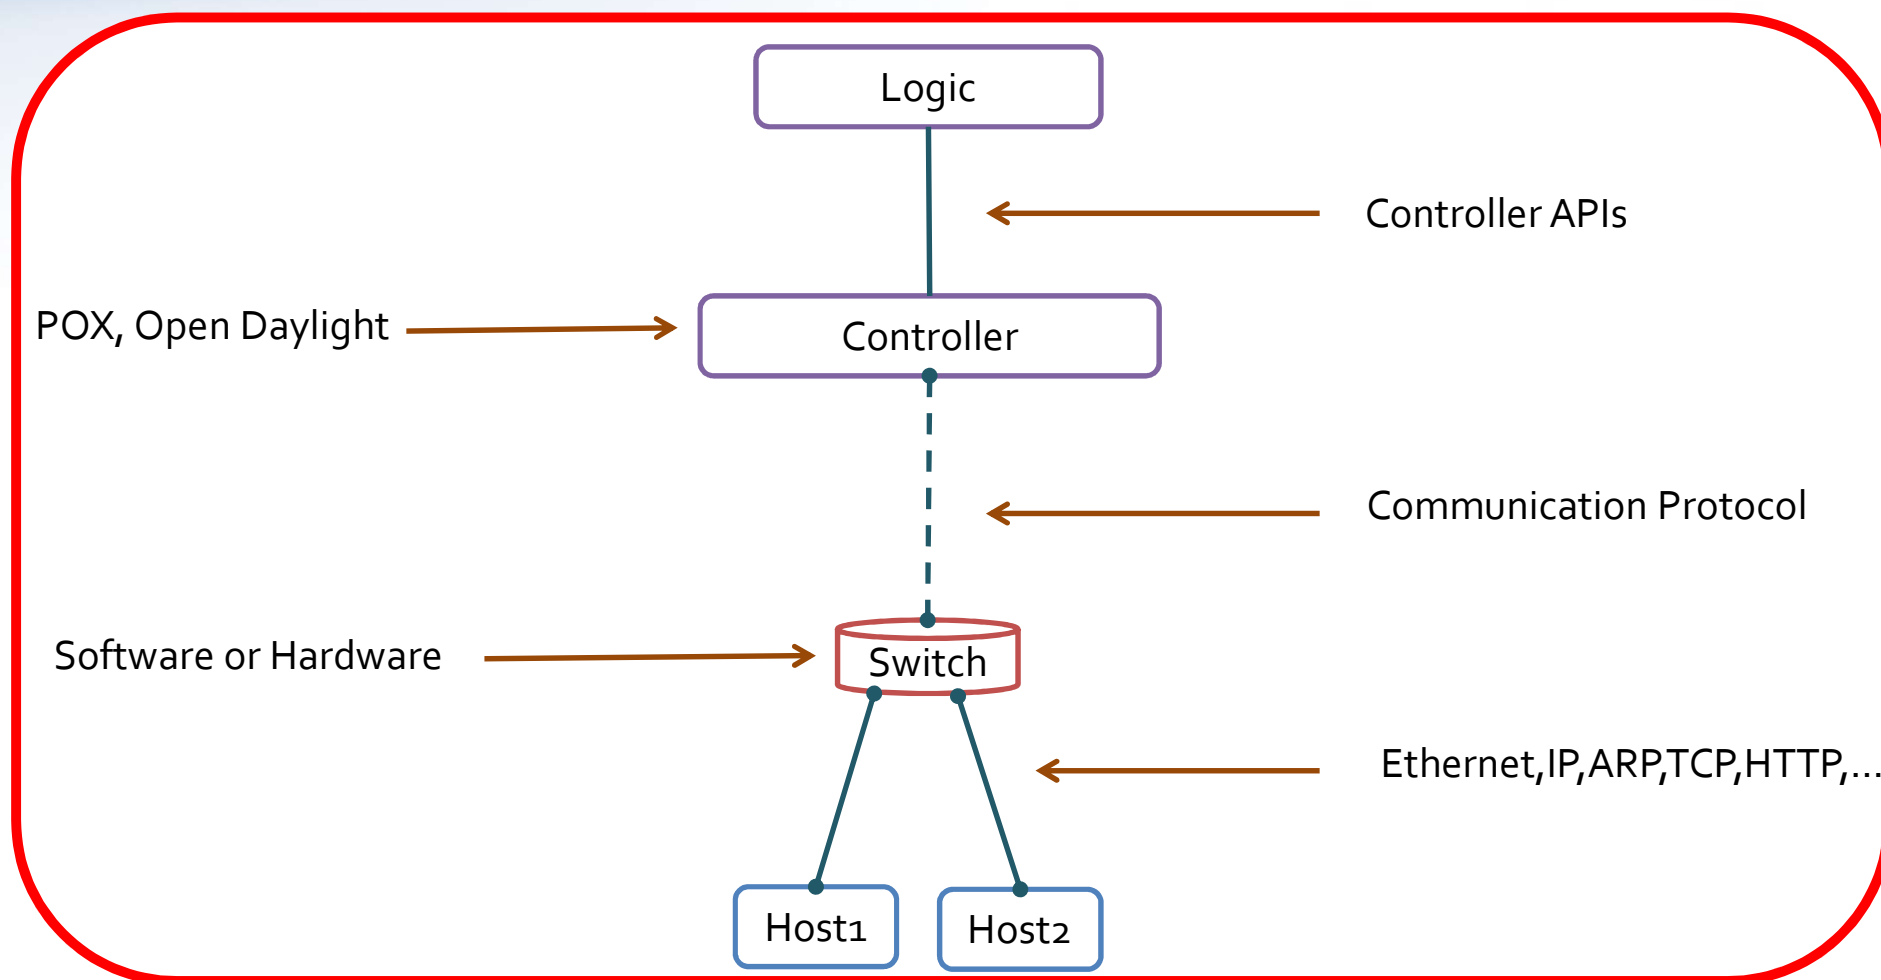 Logic
Controller APIs
POX, Open Daylight
Controller
Communication Protocol
Software or Hardware
Switch
Ethernet,IP,ARP,TCP,HTTP,...
Host1
Host2